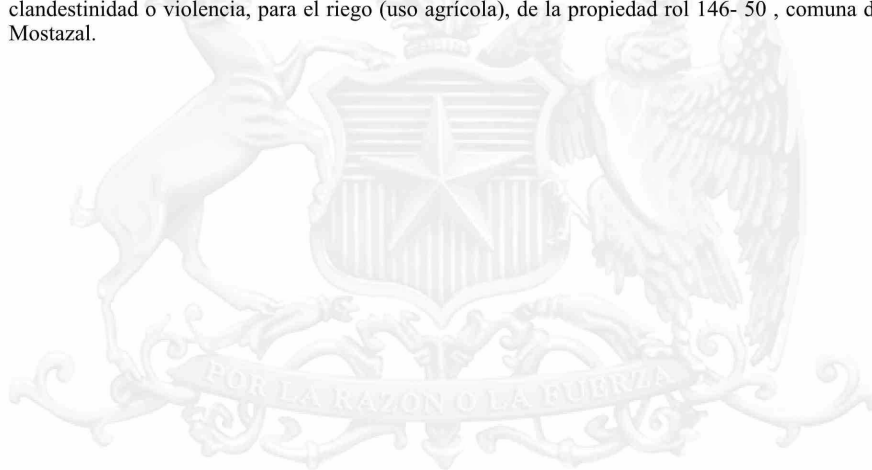 clandestinidad o violencia, para el riego (uso agrícola), de la propiedad rol 146- 50 , comuna
Mostazal.
POR LA RAZON O LA FUERZA